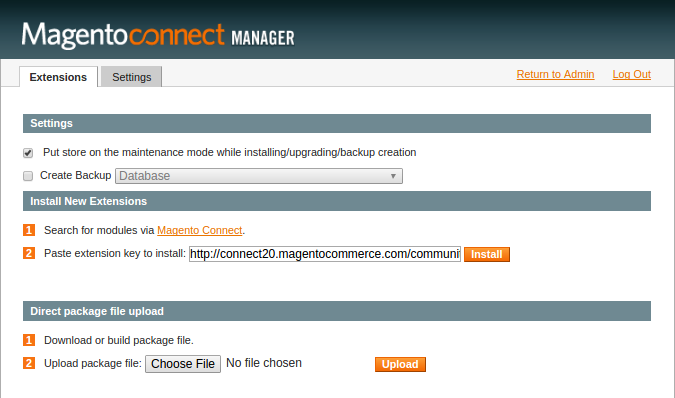 Magentoconnect MANAGER
Extensions Settings Return to Admin Log Out
Settings
Put store on the maintenance mode while installing/upgrading/backup creation
Create Backup Database
Install New Extensions
1 Search for modules via Magento Connect.
2 Paste extension key to install: http://connect20.magentocommerce.com/communi Install
Direct package file upload
1 Download or build package file.
2 Upload package file: Choose File No file chosen Upload